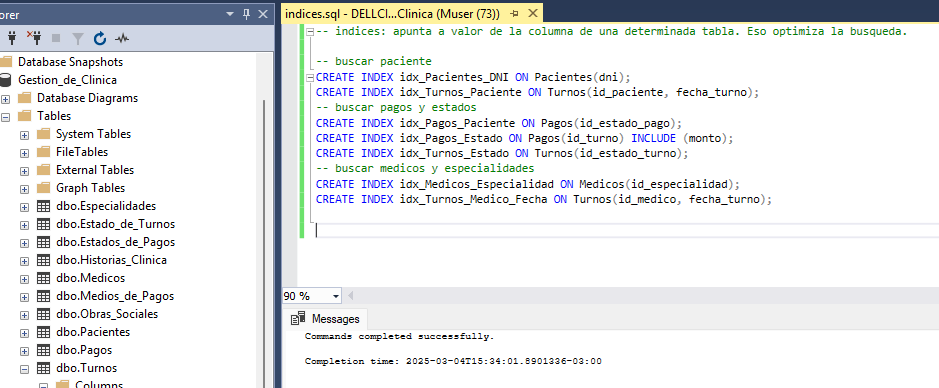 orer
indices.sql - DELLCI...Clinica (Muser (73))
Database Snapshots
Gestion_de_Clinica
Database Diagrams
Tables
System Tables
FileTables
External Tables
Graph Tables
dbo.Especialidades
dbo.Estado_de_Turnos
dbo.Estados_de_Pagos
dbo.Historias_Clinica
dbo.Medicos
dbo.Medios_de_Pagos
dbo.Obras_Sociales
dbo.Pacientes
dbo.Pagos
dbo.Turnos
Columns
-- indices: apunta a valor de la columna de una determinada tabla. Eso optimiza la busqueda.
-- buscar paciente
CREATE INDEX idx_Pacientes_DNI ON Pacientes(dni);
CREATE INDEX idx_Turnos_Paciente ON Turnos(id_paciente, fecha_turno);
-- buscar pagos y estados
CREATE INDEX idx_Pagos_Paciente ON Pagos(id_estado_pago);
CREATE INDEX idx_Pagos_Estado ON Pagos(id_turno) INCLUDE (monto);
CREATE INDEX idx_Turnos_Estado ON Turnos(id_estado_turno);
-- buscar medicos y especialidades
CREATE INDEX idx_Medicos_Especialidad ON Medicos(id_especialidad);
CREATE INDEX idx_Turnos_Medico_Fecha ON Turnos(id_medico, fecha_turno);
90 %
Messages
Commands completed successfully.
Completion time: 2025-03-04T15:34:01.8901336-03:00